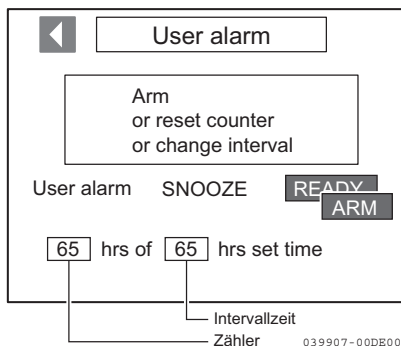 User alarm
Arm
or reset counter
or change interval
User alarm SNOOZE READY
ARM
65 hrs of 65 hrs set time
Intervallzeit
Zähler 039907-00DE00